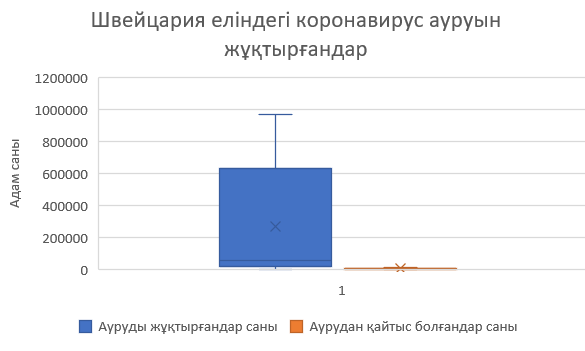 Швейцария еліндегі коронавирус ауруын
жұқтырғандар
1200000
1000000
800000
600000
400000
200000
0
Адам саны
1
Ауруды жұқтырғандар саны
Аурудан қайтыс болғандар саны